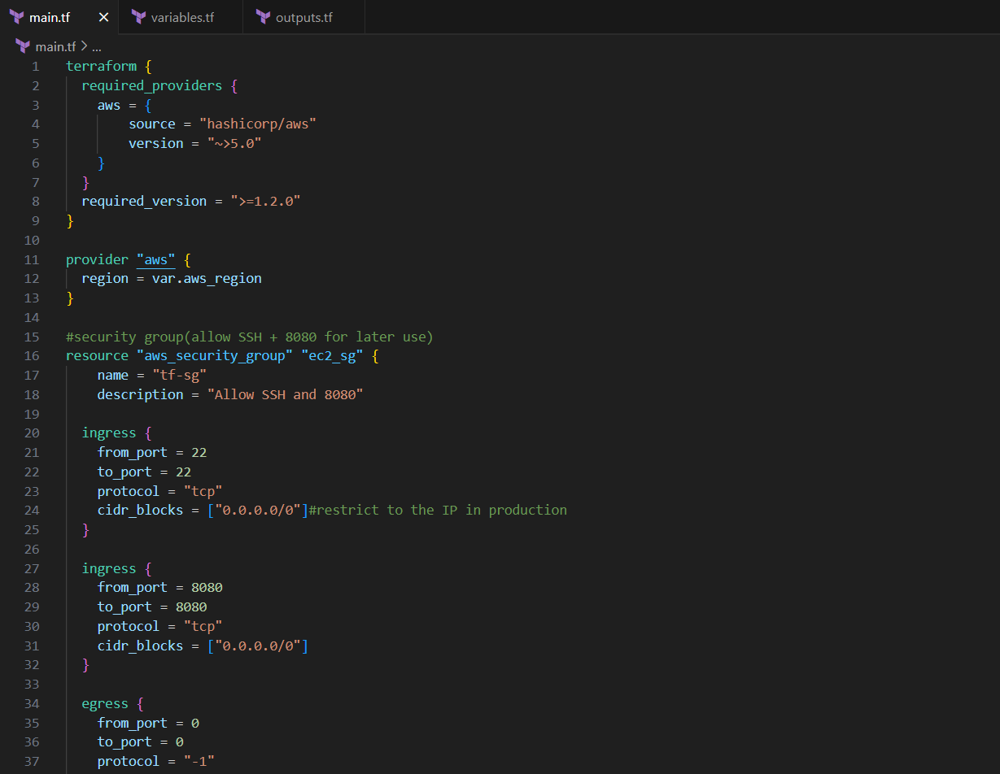 main.tf
variables.tf
outputs.tf
main.tf > ...
1 terraform {
2   required_providers {
3     aws = {
4         source = "hashicorp/aws"
5         version = "~>5.0"
6     }
7   }
8   required_version = ">=1.2.0"
9 }
10
11 provider "aws" {
12   region = var.aws_region
13 }
14
15 #security group(allow SSH + 8080 for later use)
16 resource "aws_security_group" "ec2_sg" {
17     name = "tf-sg"
18     description = "Allow SSH and 8080"
19
20   ingress {
21     from_port = 22
22     to_port = 22
23     protocol = "tcp"
24     cidr_blocks = ["0.0.0.0/0"]#restrict to the IP in production
25   }
26
27   ingress {
28     from_port = 8080
29     to_port = 8080
30     protocol = "tcp"
31     cidr_blocks = ["0.0.0.0/0"]
32   }
33
34   egress {
35     from_port = 0
36     to_port = 0
37     protocol = "-1"